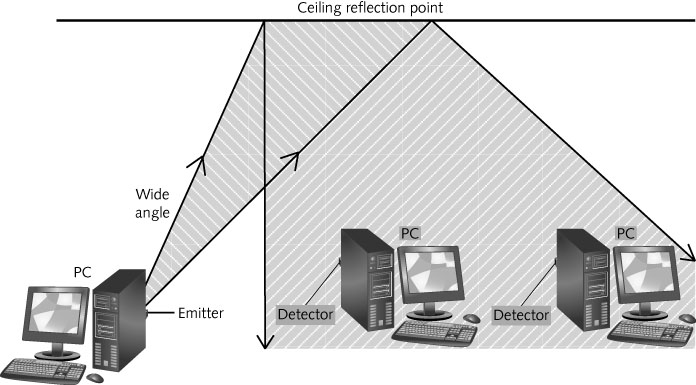 Ceiling reflection point
Wide
angle
PC
PC
PC
Emitter
Detector
Detector